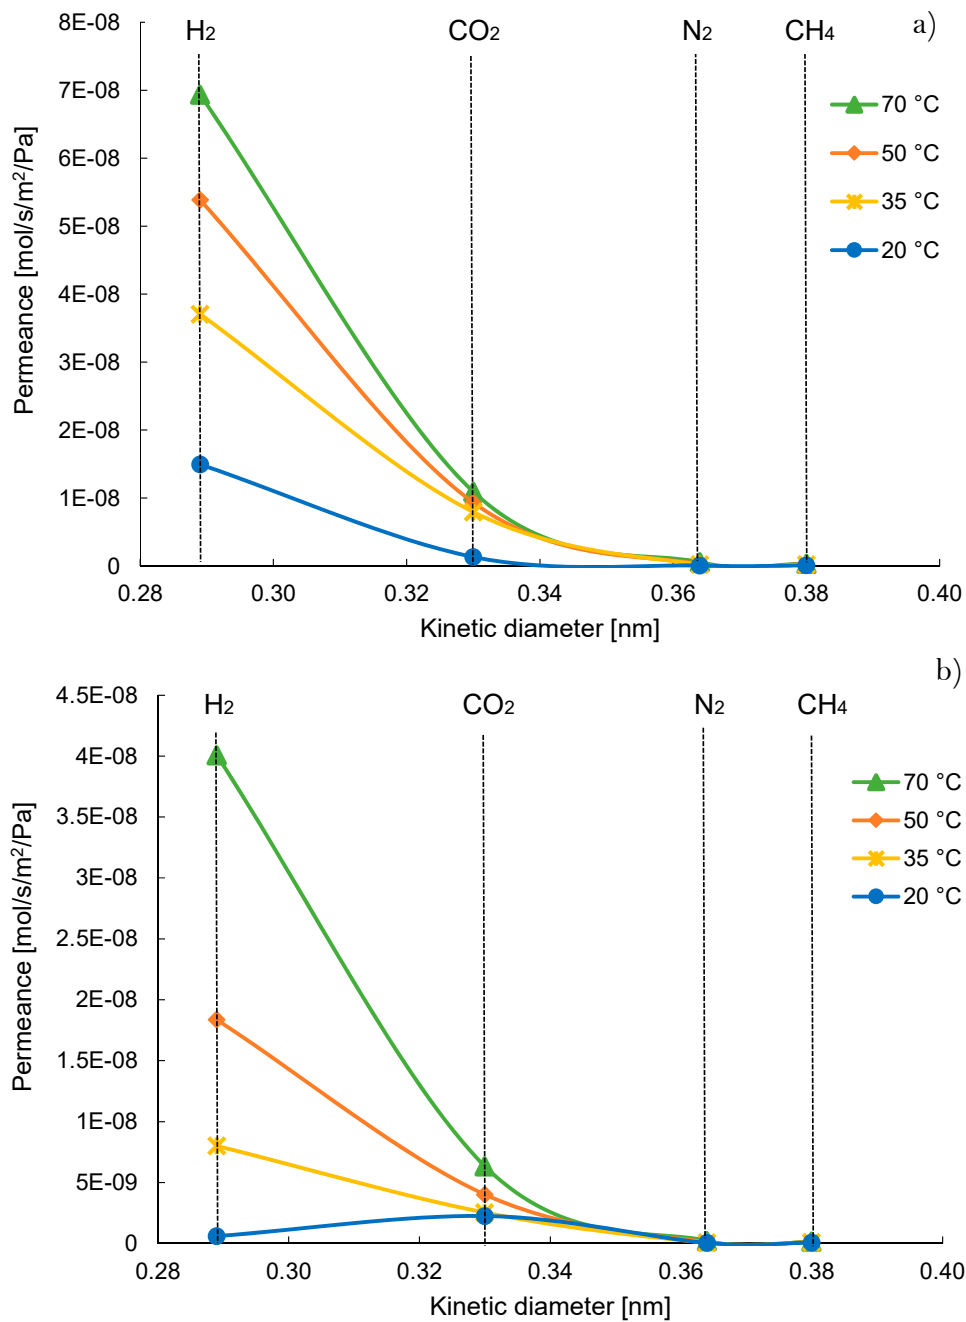 a)
H2 CO2 N2 CH4
8E-08
7E-08
6E-08
5E-08
4E-08
3E-08
2E-08
1E-08
0
Permeance [mol/s/m²/Pa]
70 °C
50 °C
35 °C
20 °C
0.28 0.30 0.32 0.34 0.36 0.38 0.40
Kinetic diameter [nm]
b)
H2 CO2 N2 CH4
4.5E-08
4E-08
3.5E-08
3E-08
2.5E-08
2E-08
1.5E-08
1E-08
5E-09
0
Permeance [mol/s/m²/Pa]
70 °C
50 °C
35 °C
20 °C
0.28 0.30 0.32 0.34 0.36 0.38 0.40
Kinetic diameter [nm]